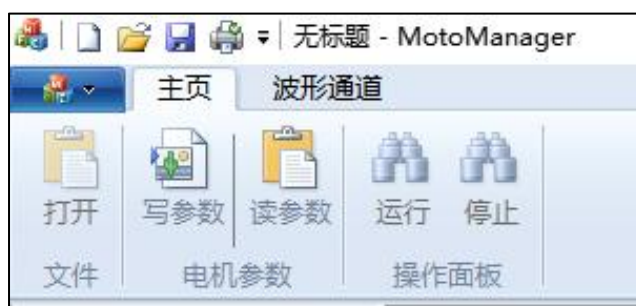 无标题 - MotoManager
主页 波形通道
打开 写参数 读参数 运行 停止
文件 电机参数 操作面板